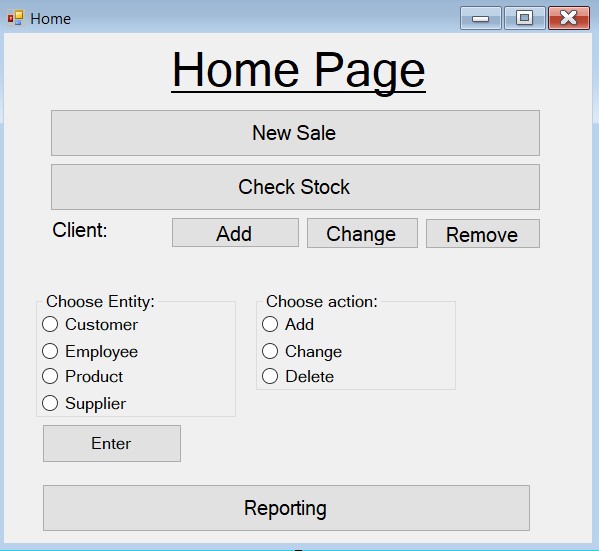 Home
Home Page
New Sale
Check Stock
Client: Add Change Remove
Choose Entity: Choose action:
Customer Add
Employee Change
Product Delete
Supplier
Enter
Reporting